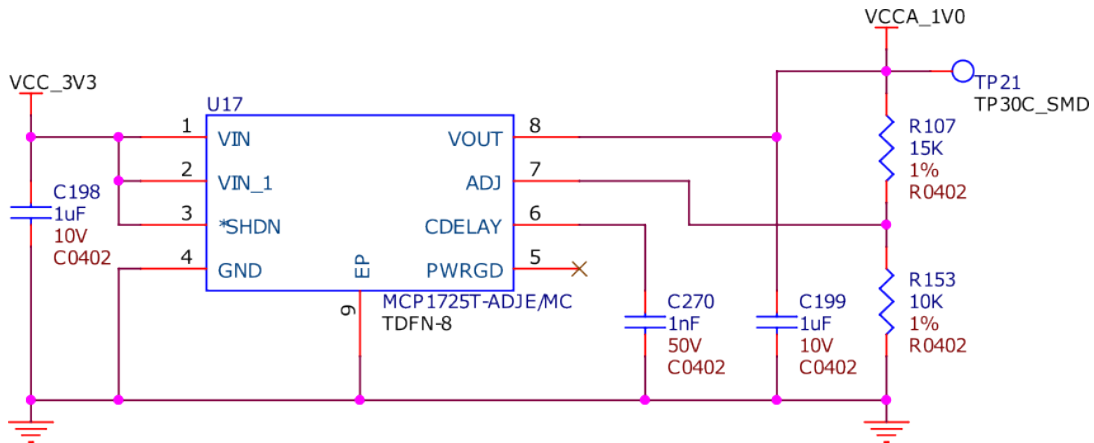 VCCA_1V0
VCC_3V3
TP21
TP30C_SMD
U17
1 VIN
2 VIN_1
3 *SHDN
4 GND
VOUT 8
ADJ 7
CDELAY 6
PWRGD 5
EP
9
MCP1725T-ADJE/MC
TDFN-8
C198
1uF
10V
C0402
R107
15K
1%
R0402
C270
1nF
50V
C0402
C199
1uF
10V
C0402
R153
10K
1%
R0402